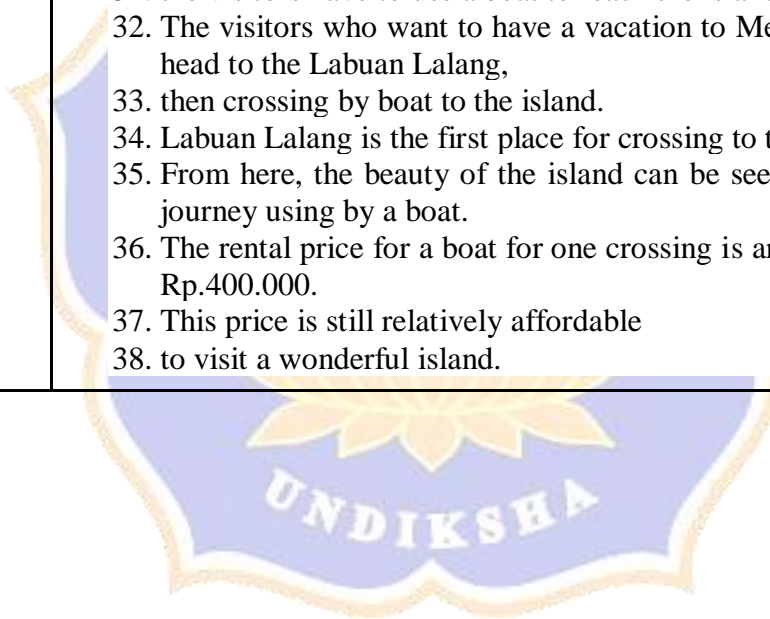 32. The visitors who want to have a vacation to
head to the Labuan Lalang,
33. then crossing by boat to the island.
34. Labuan Lalang is the first place for crossing to
35. From here, the beauty of the island can be
journey using by a boat.
36. The rental price for a boat for one crossing is
Rp.400.000.
37. This price is still relatively affordable
38. to visit a wonderful island.
UNDIKSHA